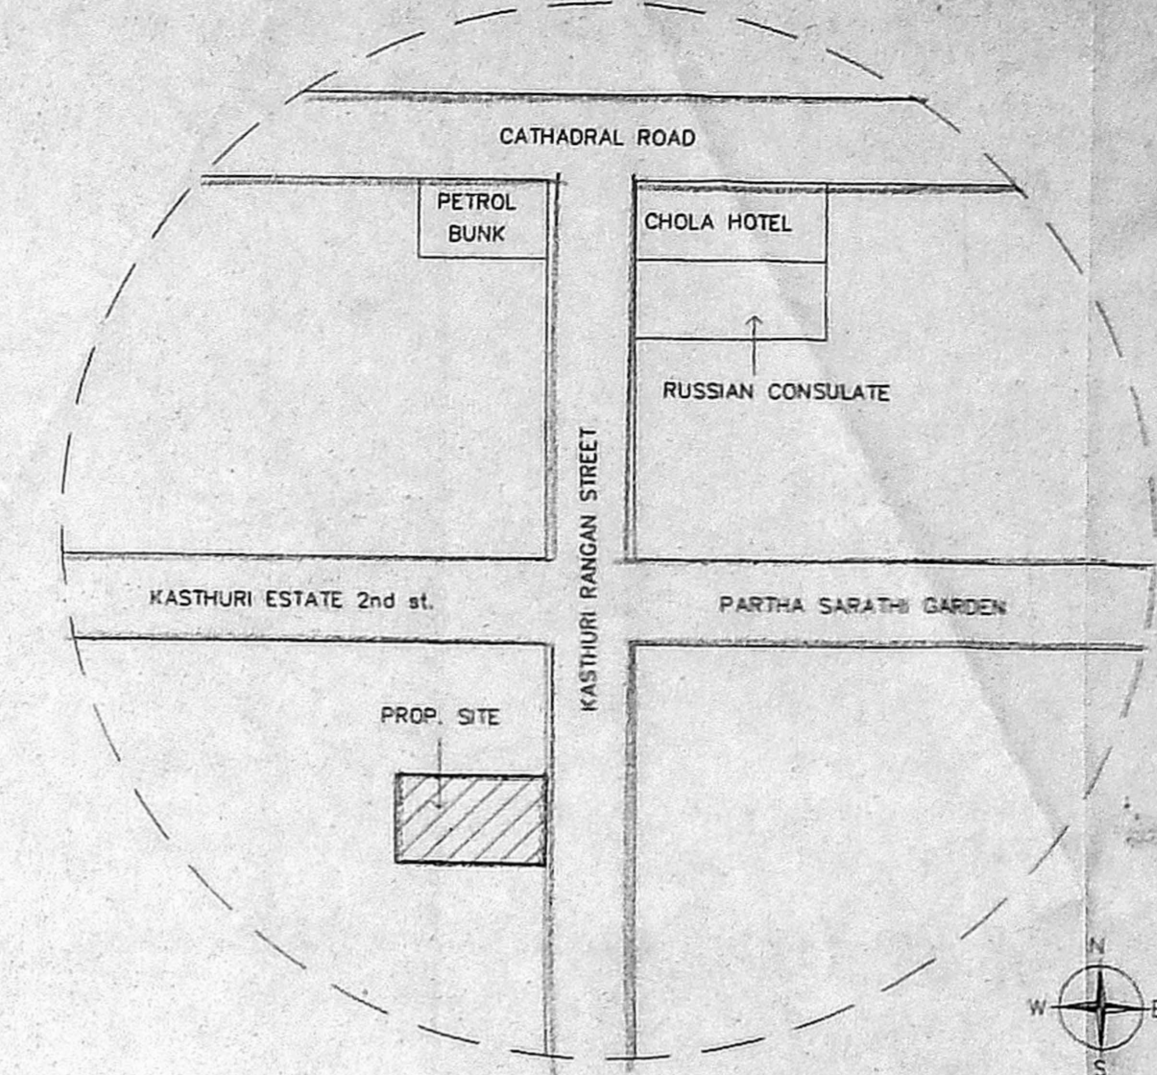 CATHADRAL ROAD
PETROL
BUNK
CHOLA HOTEL
RUSSIAN CONSULATE
KASTHURI RANGAN STREET
KASTHURI ESTATE 2nd st.
PARTHA SARATHI GARDEN
PROP. SITE
N
W
E
S